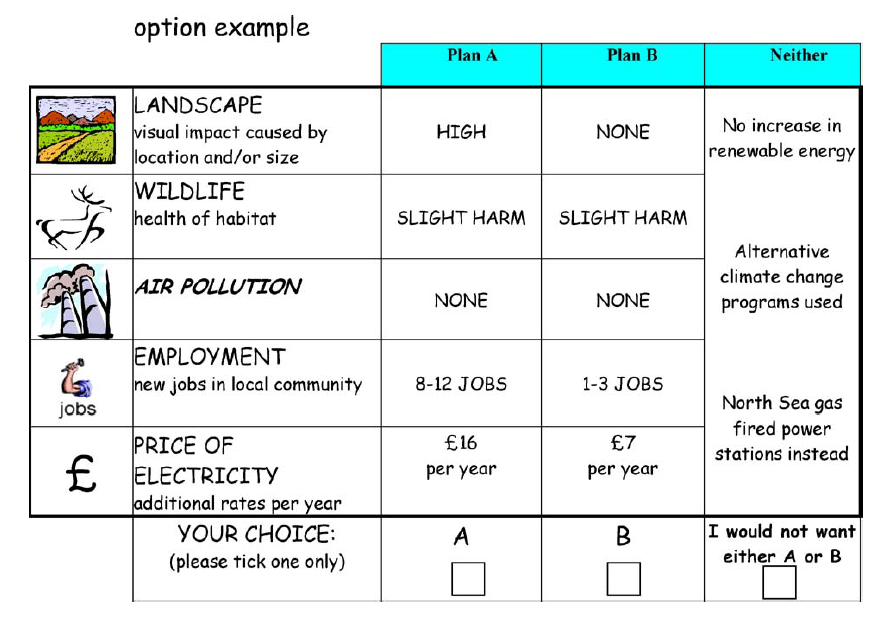 option example
Plan A
Plan B
Neither
LANDSCAPE
visual impact caused by
location and/or size
HIGH
NONE
No increase in
renewable energy
WILDLIFE
health of habitat
SLIGHT HARM
SLIGHT HARM
Alternative
climate change
programs used
AIR POLLUTION
NONE
NONE
EMPLOYMENT
new jobs in local community
jobs
8-12 JOBS
1-3 JOBS
North Sea gas
fired power
stations instead
£
PRICE OF
ELECTRICITY
additional rates per year
£16
per year
£7
per year
YOUR CHOICE:
(please tick one only)
A
B
I would not want
either A or B